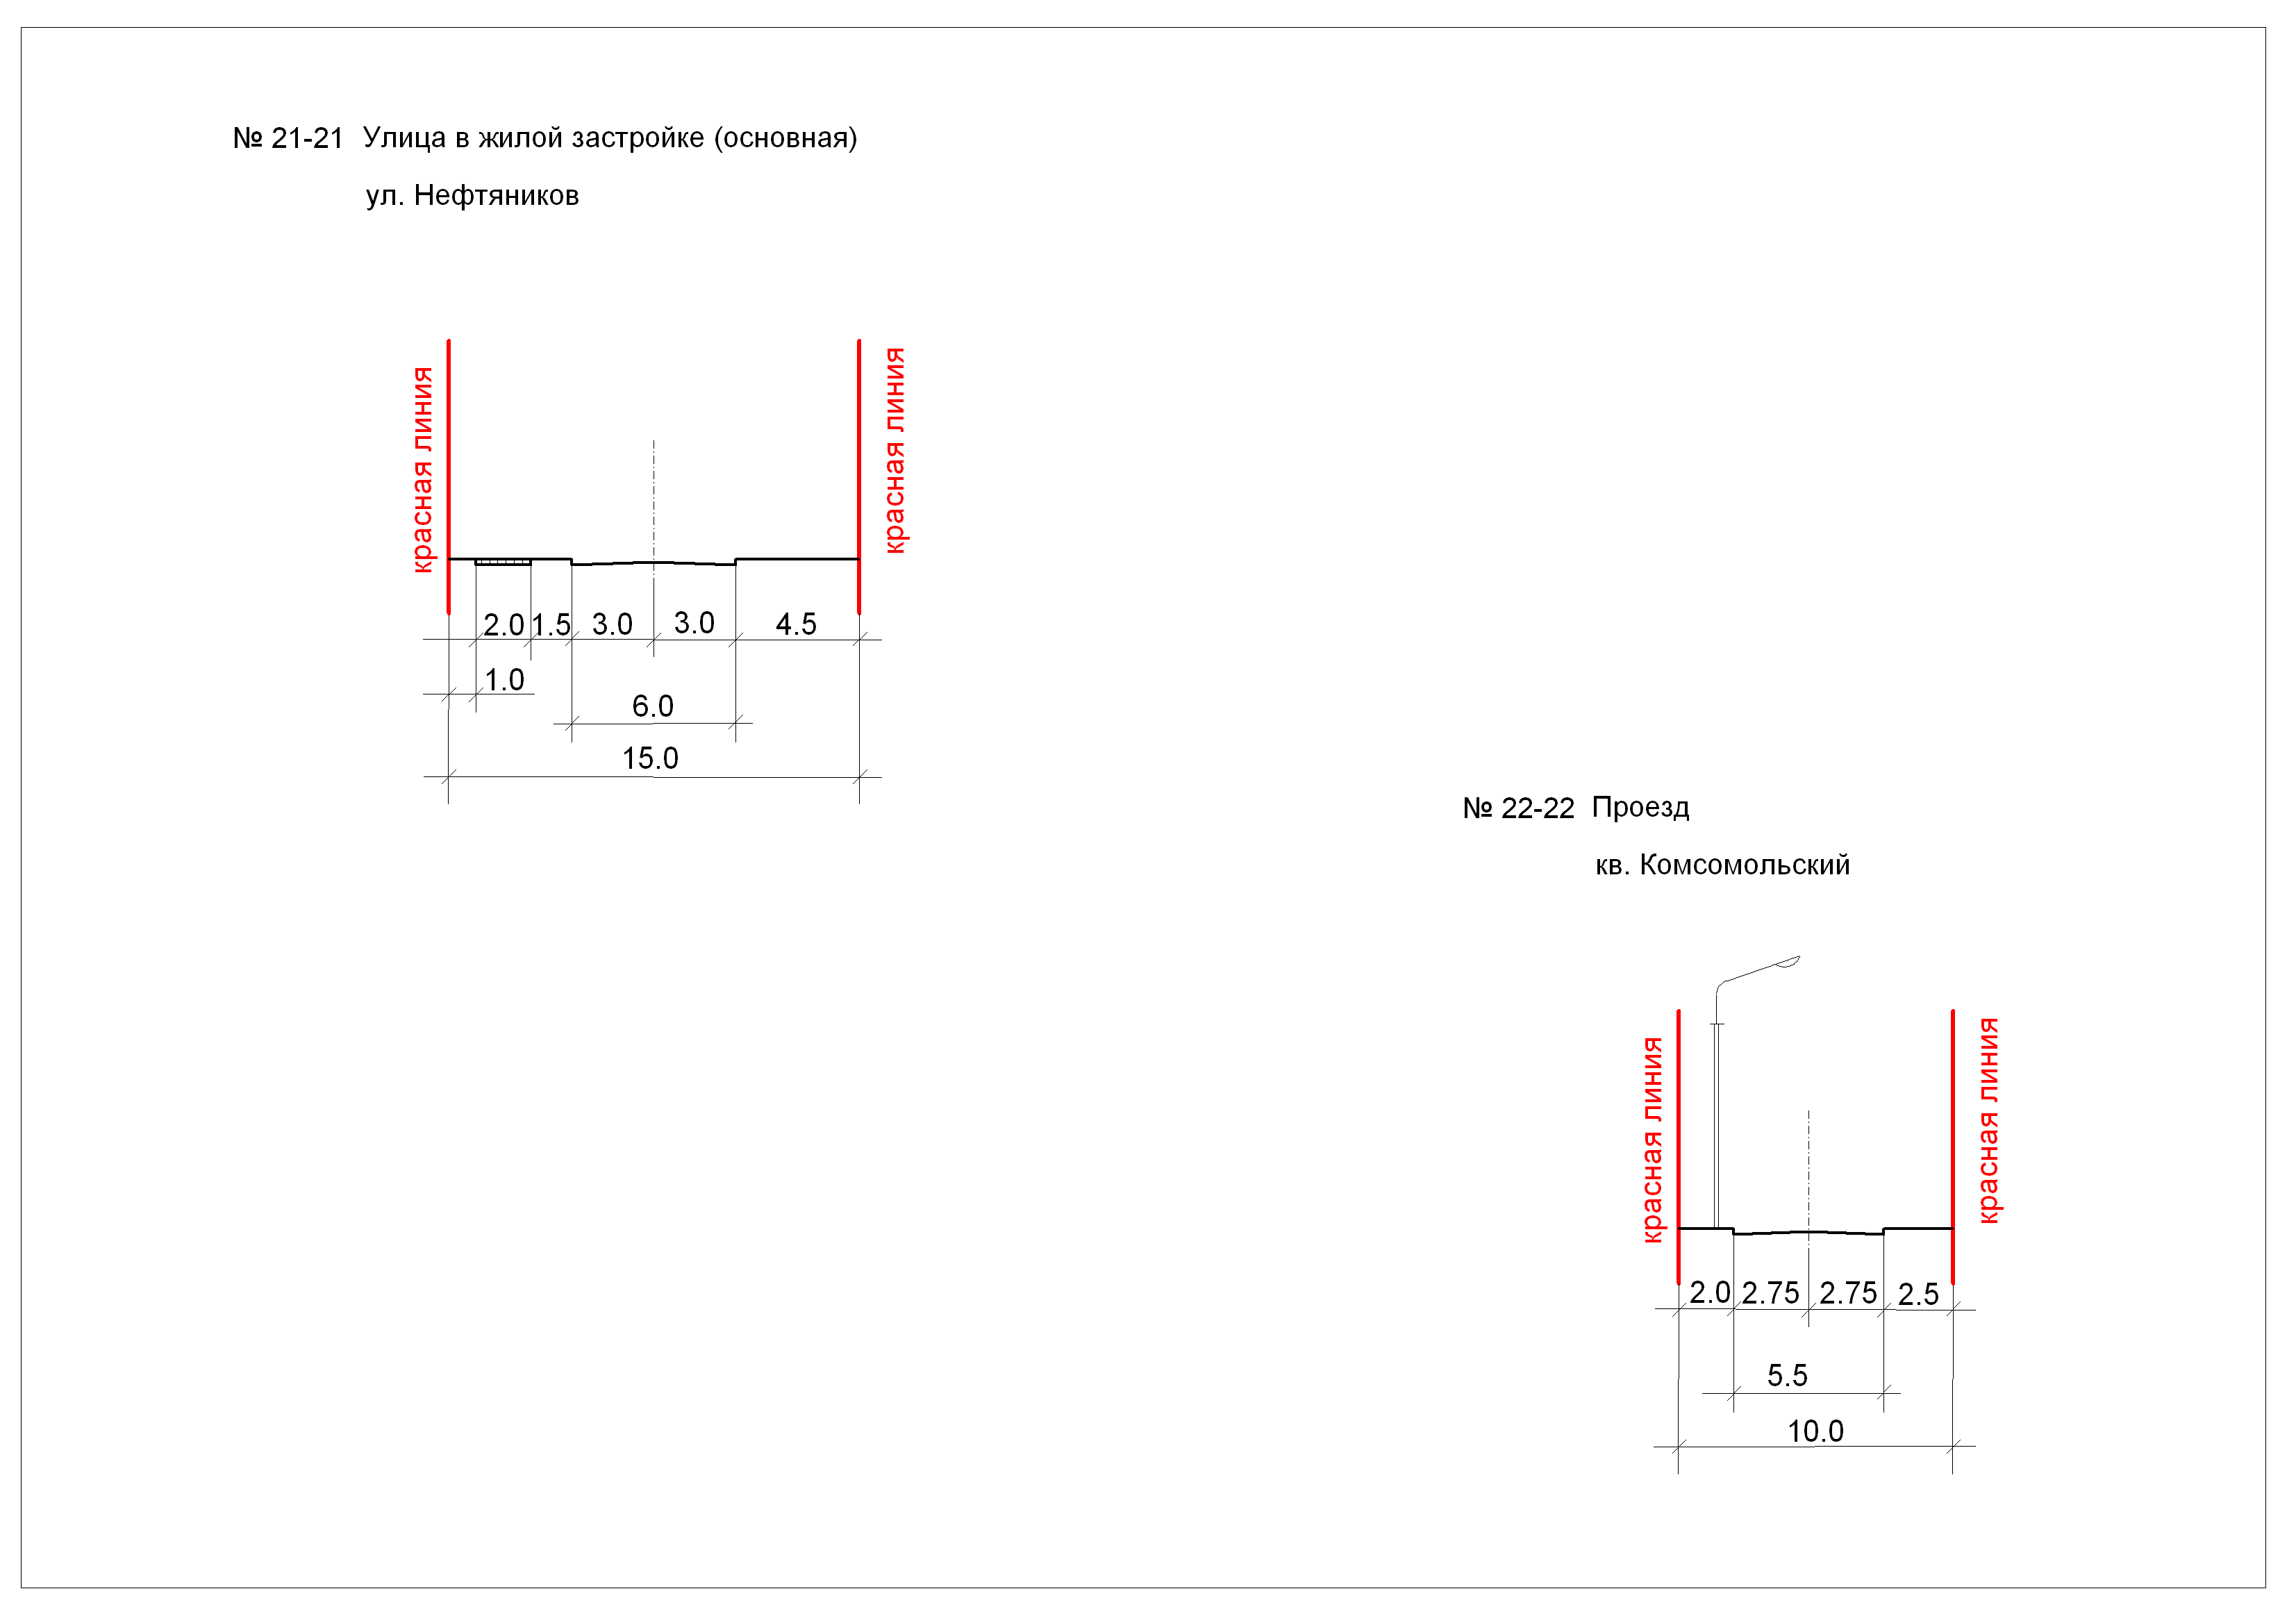 № 21-21 Улица в жилой застройке (основная)
ул. Нефтяников
красная линия
красная линия
2.0 1.5 3.0 3.0 4.5
1.0
6.0
15.0
№ 22-22 Проезд
кв. Комсомольский
красная линия
красная линия
2.0 2.75 2.75 2.5
5.5
10.0